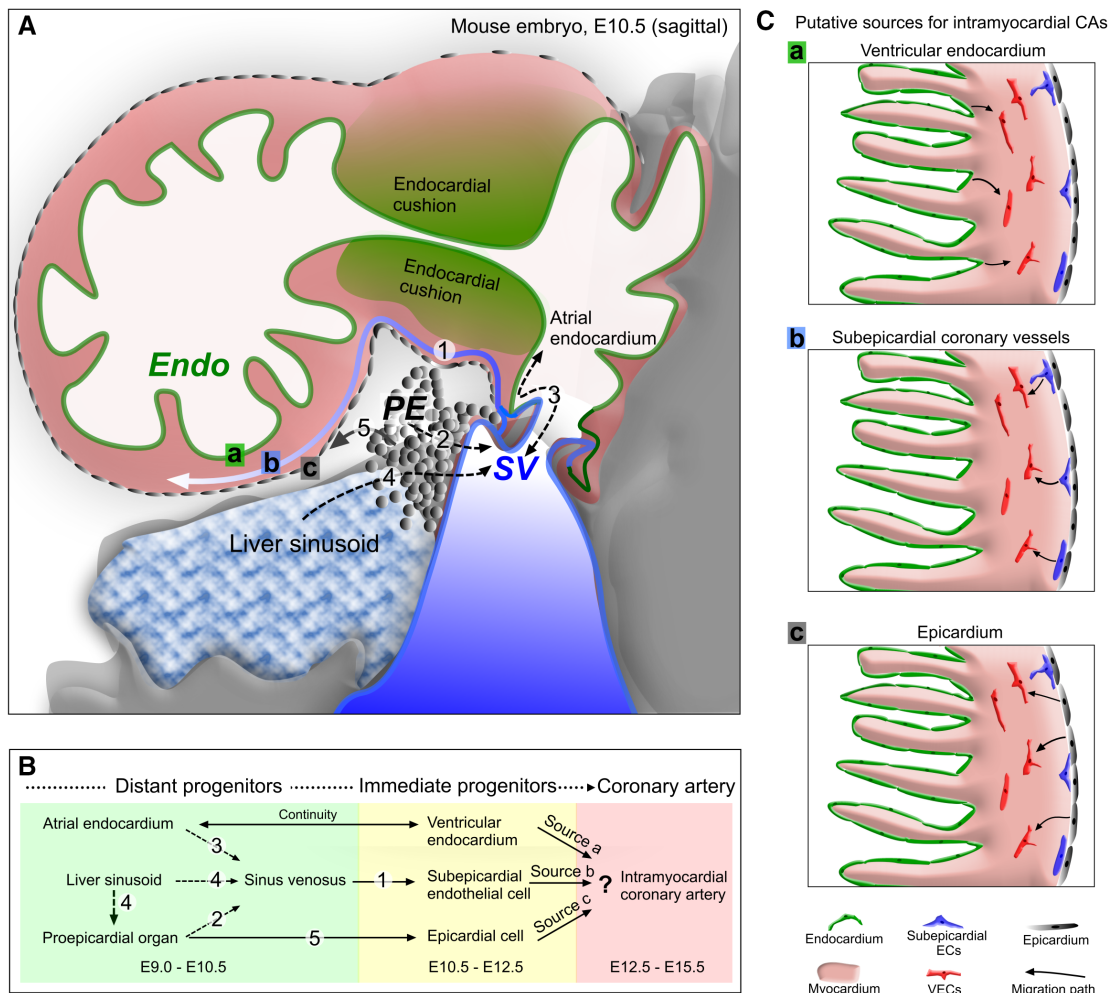 A
Mouse embryo, E10.5 (sagittal)
Endocardial
cushion
Endocardial
cushion
Atrial
endocardium
1
Endo
3
PE
5
2
a
b
c
SV
4
Liver sinusoid
B
Distant progenitors
Immediate progenitors
Coronary artery
Atrial endocardium
Continuity
Ventricular
endocardium
Source a
3
Liver sinusoid
4
Sinus venosus
1
Subepicardial
endothelial cell
Source b
?
Intramyocardial
coronary artery
4
2
Source c
Proepicardial organ
5
Epicardial cell
E9.0 - E10.5
E10.5 - E12.5
E12.5 - E15.5
C
Putative sources for intramyocardial CAs
a
Ventricular endocardium
b
Subepicardial coronary vessels
c
Epicardium
Endocardium
Subepicardial
ECs
Epicardium
Myocardium
VECs
Migration path